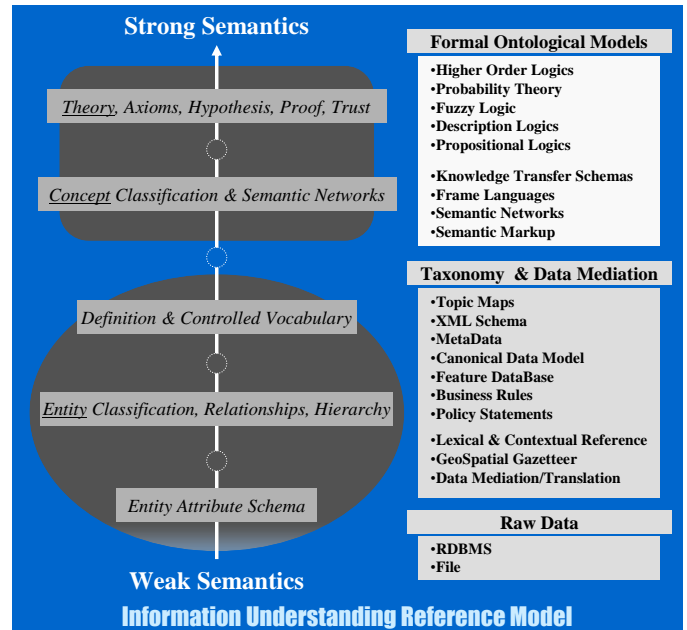 Strong Semantics
Theory, Axioms, Hypothesis, Proof, Trust
Concept Classification & Semantic Networks
Definition & Controlled Vocabulary
Entity Classification, Relationships, Hierarchy
Entity Attribute Schema
Weak Semantics
Formal Ontological Models
•Higher Order Logics
•Probability Theory
•Fuzzy Logic
•Description Logics
•Propositional Logics
•Knowledge Transfer Schemas
•Frame Languages
•Semantic Networks
•Semantic Markup
Taxonomy & Data Mediation
•Topic Maps
•XML Schema
•MetaData
•Canonical Data Model
•Feature DataBase
•Business Rules
•Policy Statements
•Lexical & Contextual Reference
•GeoSpatial Gazetteer
•Data Mediation/Translation
Raw Data
•RDBMS
•File
Information Understanding Reference Model